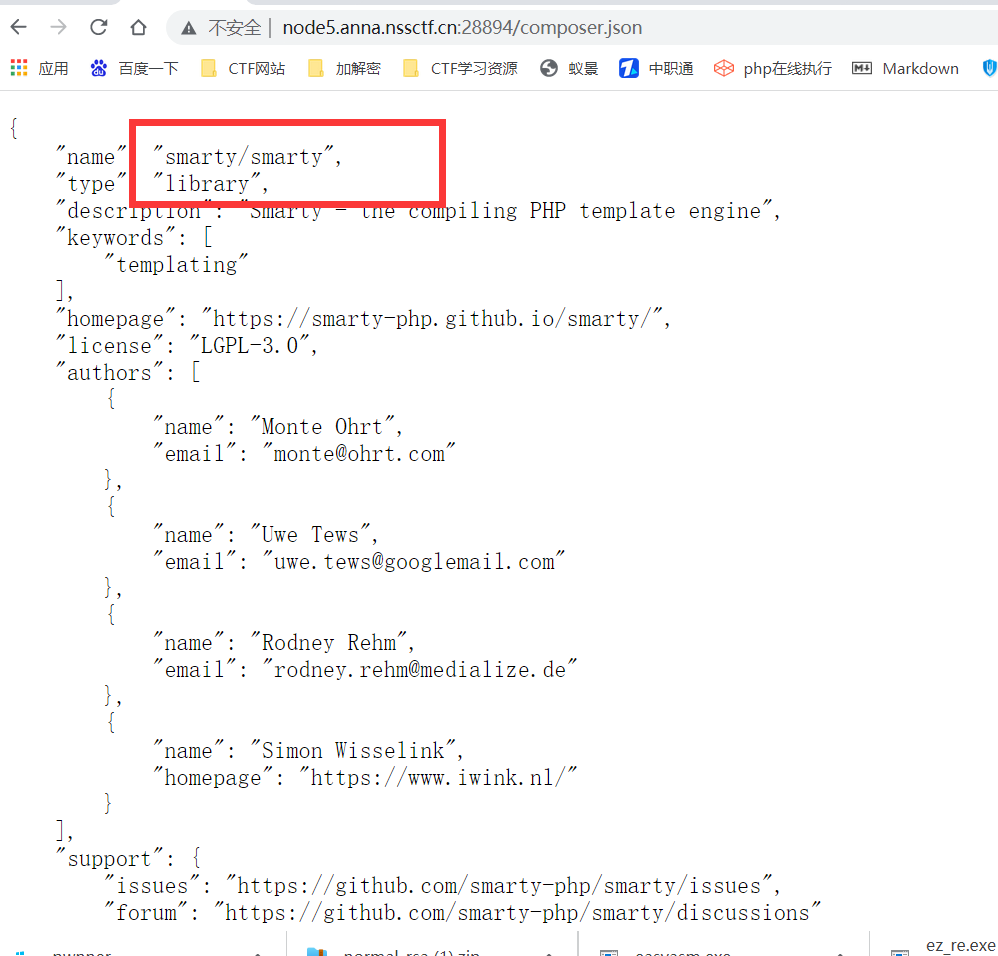 不安全 | node5.anna.nssctf.cn:28894/composer.json
应用 百度一下 CTF网站 加解密 CTF学习资源 蚁景 中职通 php在线执行 Markdown
{
"name" "smarty/smarty",
"type" "library",
"description": "Smarty - the compiling PHP template engine",
"keywords": [
"templating"
],
"homepage": "https://smarty-php.github.io/smarty/",
"license": "LGPL-3.0",
"authors": [
{
"name": "Monte Ohrt",
"email": "monte@ohrt.com"
},
{
"name": "Uwe Tews",
"email": "uwe.tews@googlemail.com"
},
{
"name": "Rodney Rehm",
"email": "rodney.rehm@medialize.de"
},
{
"name": "Simon Wisselink",
"homepage": "https://www.iwink.nl/"
}
],
"support": {
"issues": "https://github.com/smarty-php/smarty/issues",
"forum": "https://github.com/smarty-php/smarty/discussions"
normal_rsa (1).zip easyasm.exe ez_re.exe